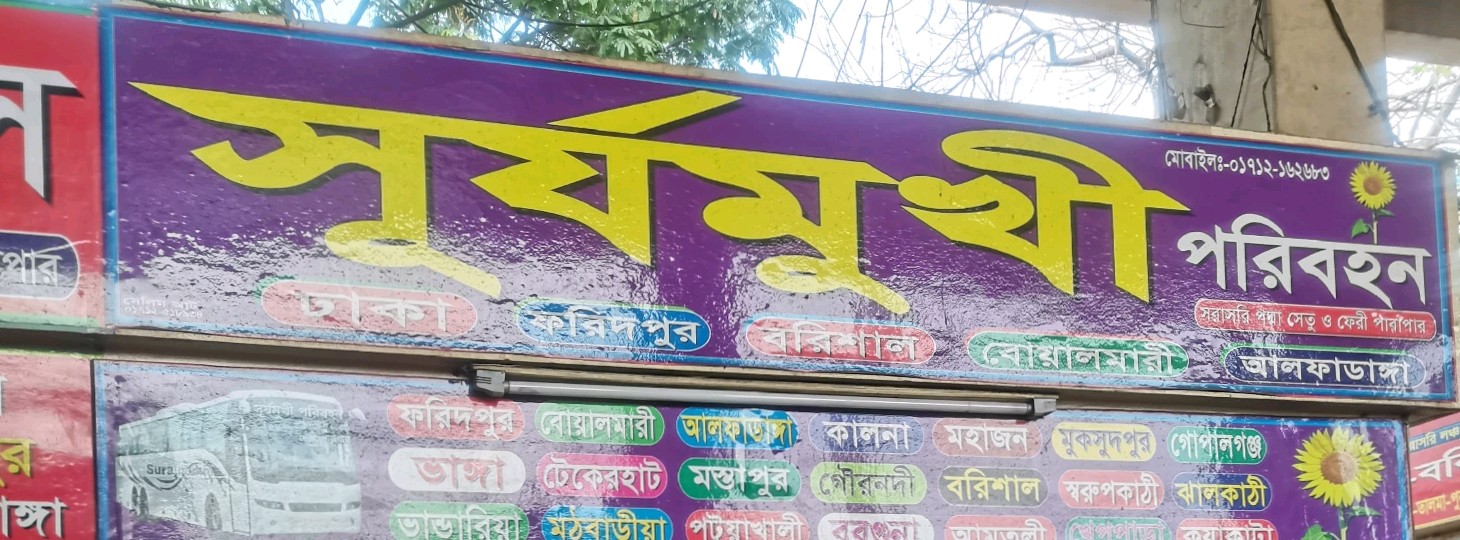 সুর্যমুখী
মোবাইলঃ-০১৭১২-১৬২৬৮৩
পরিবহন
সরাসরি পদ্মা সেতু ও ফেরী পারাপার
ঢাকা ফরিদপুর বরিশাল বোয়ালমারী আলফাডাঙ্গা
পার
ফরিদপুর বোয়ালমারী আলফাডাঙ্গা কালনা মহাজন মুকসুদপুর গোপালগঞ্জ
ভাঙ্গা টেকেরহাট মস্তাপুর গৌরনদী বরিশাল স্বরুপকাঠী ঝালকাঠী
ভান্ডারিয়া মঠবাড়ীয়া পটুয়াখালী বরগুনা আমতলী খেপুপাড়া কুয়াকাটা